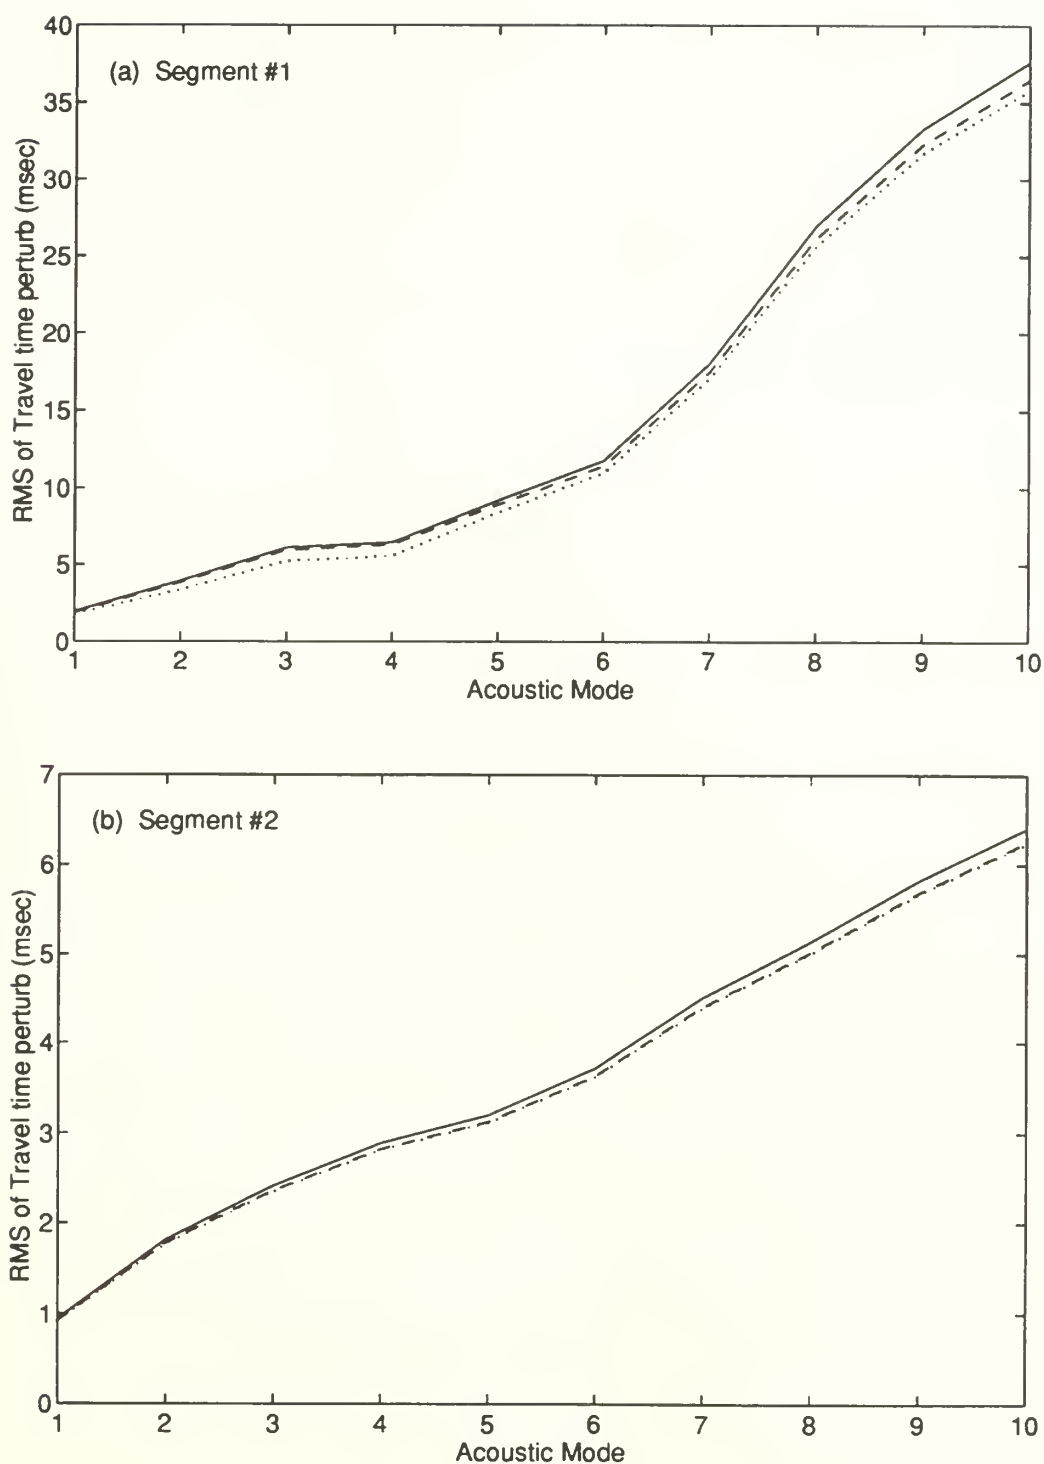 40
(a) Segment #1
35
30
25
20
15
10
5
0
RMS of Travel time perturb (msec)
1 2 3 4 5 6 7 8 9 10
Acoustic Mode
7
(b) Segment #2
6
5
4
3
2
1
0
RMS of Travel time perturb (msec)
1 2 3 4 5 6 7 8 9 10
Acoustic Mode